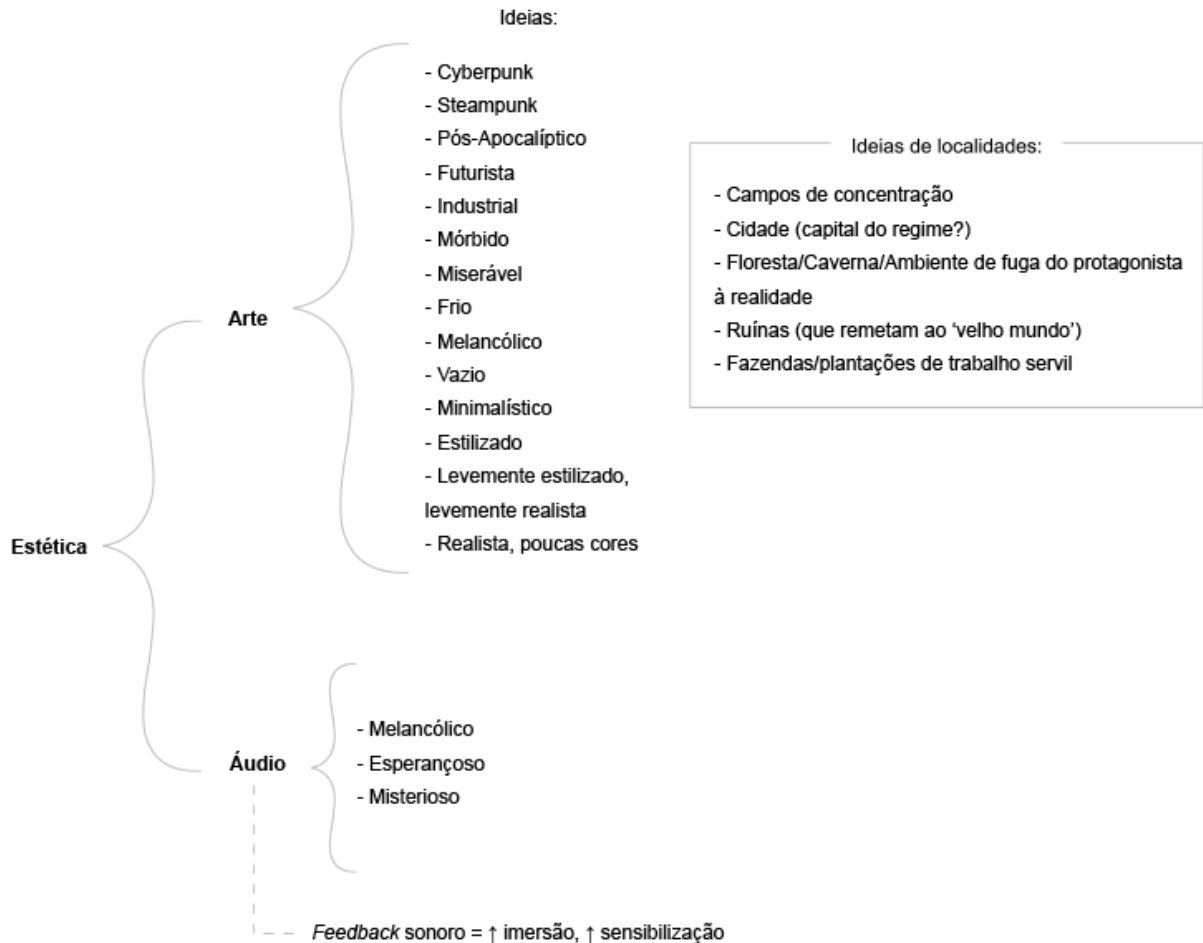 Ideias:
- Cyberpunk
- Steampunk
- Pós-Apocalíptico
- Futurista
- Industrial
- Mórbido
- Miserável
- Frio
- Melancólico
- Vazio
- Minimalístico
- Estilizado
- Levemente estilizado,
levemente realista
- Realista, poucas cores
Ideias de localidades:
- Campos de concentração
- Cidade (capital do regime?)
- Floresta/Caverna/Ambiente de fuga do protagonista
à realidade
- Ruínas (que remetam ao ‘velho mundo’)
- Fazendas/plantações de trabalho servil
Arte
Estética
Áudio
- Melancólico
- Esperançoso
- Misterioso
Feedback sonoro = ↑ imersão, ↑ sensibilização